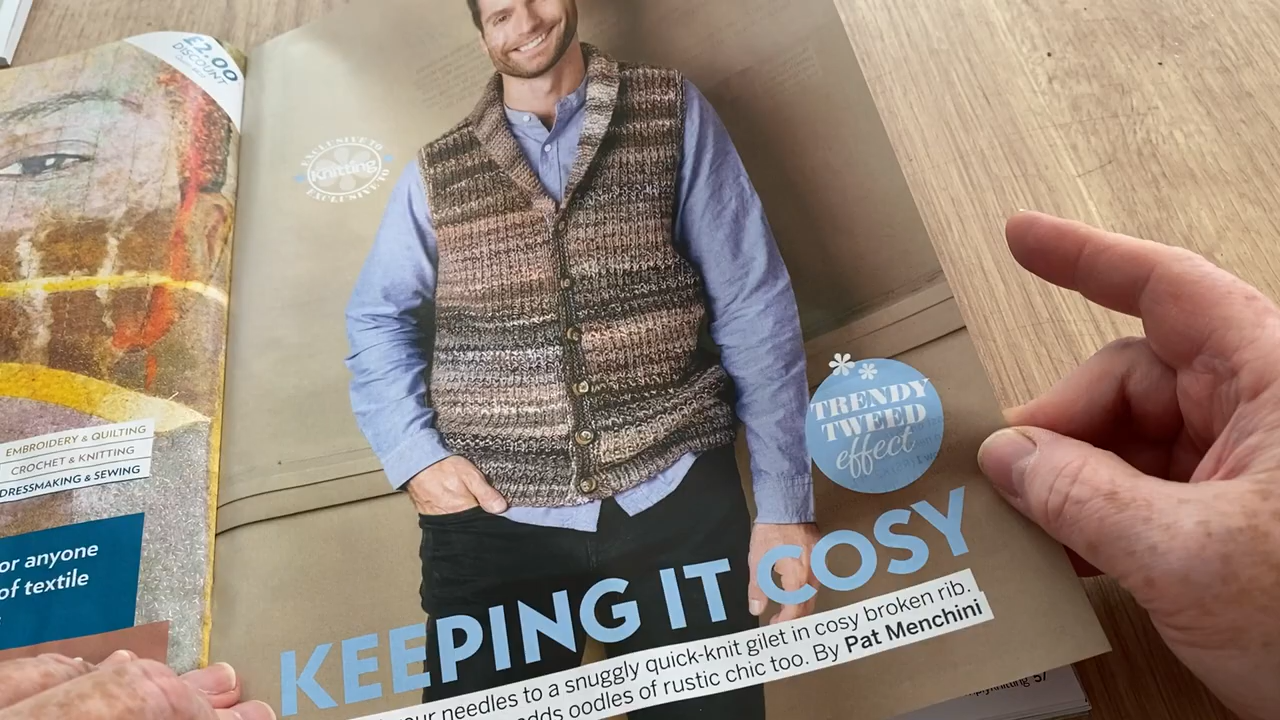 £2.00
DISCOUNT
EMBROIDERY & QUILTING
CROCHET & KNITTING
DRESSMAKING & SEWING
or anyone
of textile
EXCLUSIVE TO
Knitting
EXCLUSIVE TO
TRENDY
TWEED
effect
KEEPING IT COSY
needles to a snuggly quick-knit gilet in cosy broken rib.
oodles of rustic chic too. By Pat Menchini
57